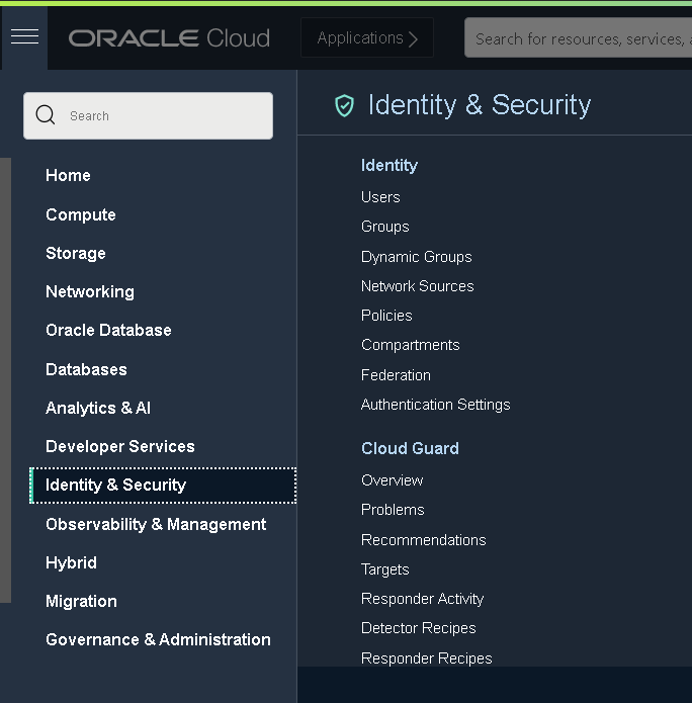 ORACLE Cloud
Applications
Search for resources, services,
Search
Home
Compute
Storage
Networking
Oracle Database
Databases
Analytics & AI
Developer Services
Identity & Security
Observability & Management
Hybrid
Migration
Governance & Administration
Identity & Security
Identity
Users
Groups
Dynamic Groups
Network Sources
Policies
Compartments
Federation
Authentication Settings
Cloud Guard
Overview
Problems
Recommendations
Targets
Responder Activity
Detector Recipes
Responder Recipes